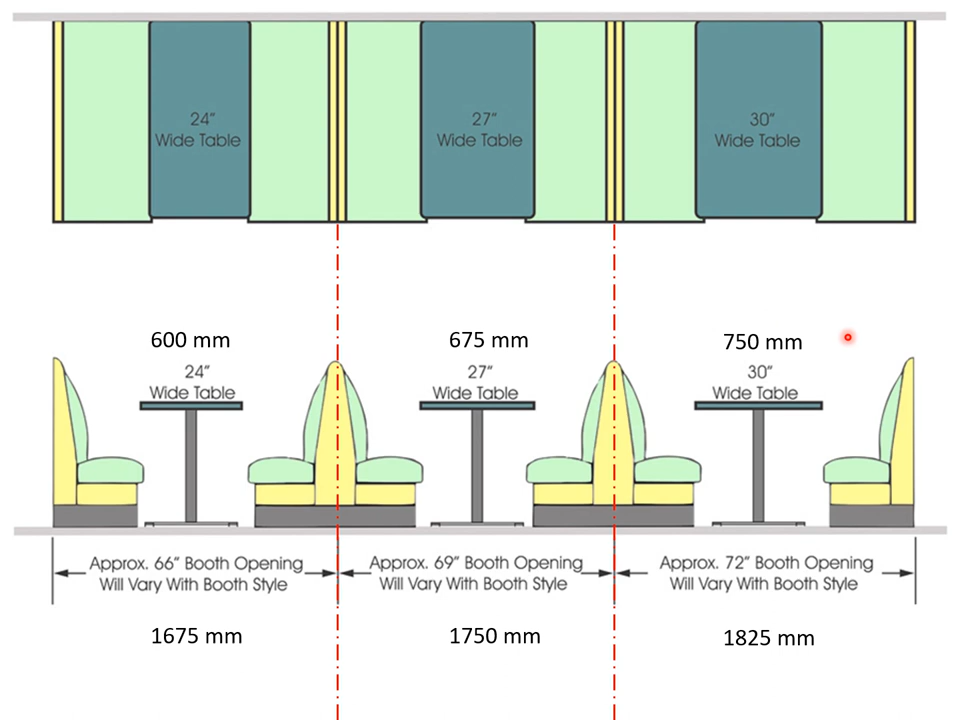 24"
Wide Table
27"
Wide Table
30"
Wide Table
600 mm
675 mm
750 mm
24"
Wide Table
27"
Wide Table
30"
Wide Table
Approx. 66" Booth Opening
Will Vary With Booth Style
Approx. 69" Booth Opening
Will Vary With Booth Style
Approx. 72" Booth Opening
Will Vary With Booth Style
1675 mm
1750 mm
1825 mm